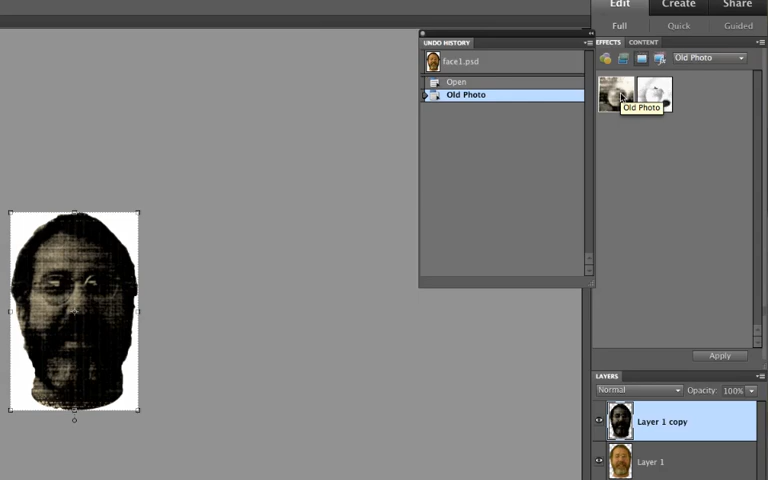 Edit Create Share
Full Quick Guided
EFFECTS CONTENT
Old Photo
Old Photo
UNDO HISTORY
face1.psd
Open
Old Photo
Apply
LAYERS
Normal Opacity: 100%
Layer 1 copy
Layer 1